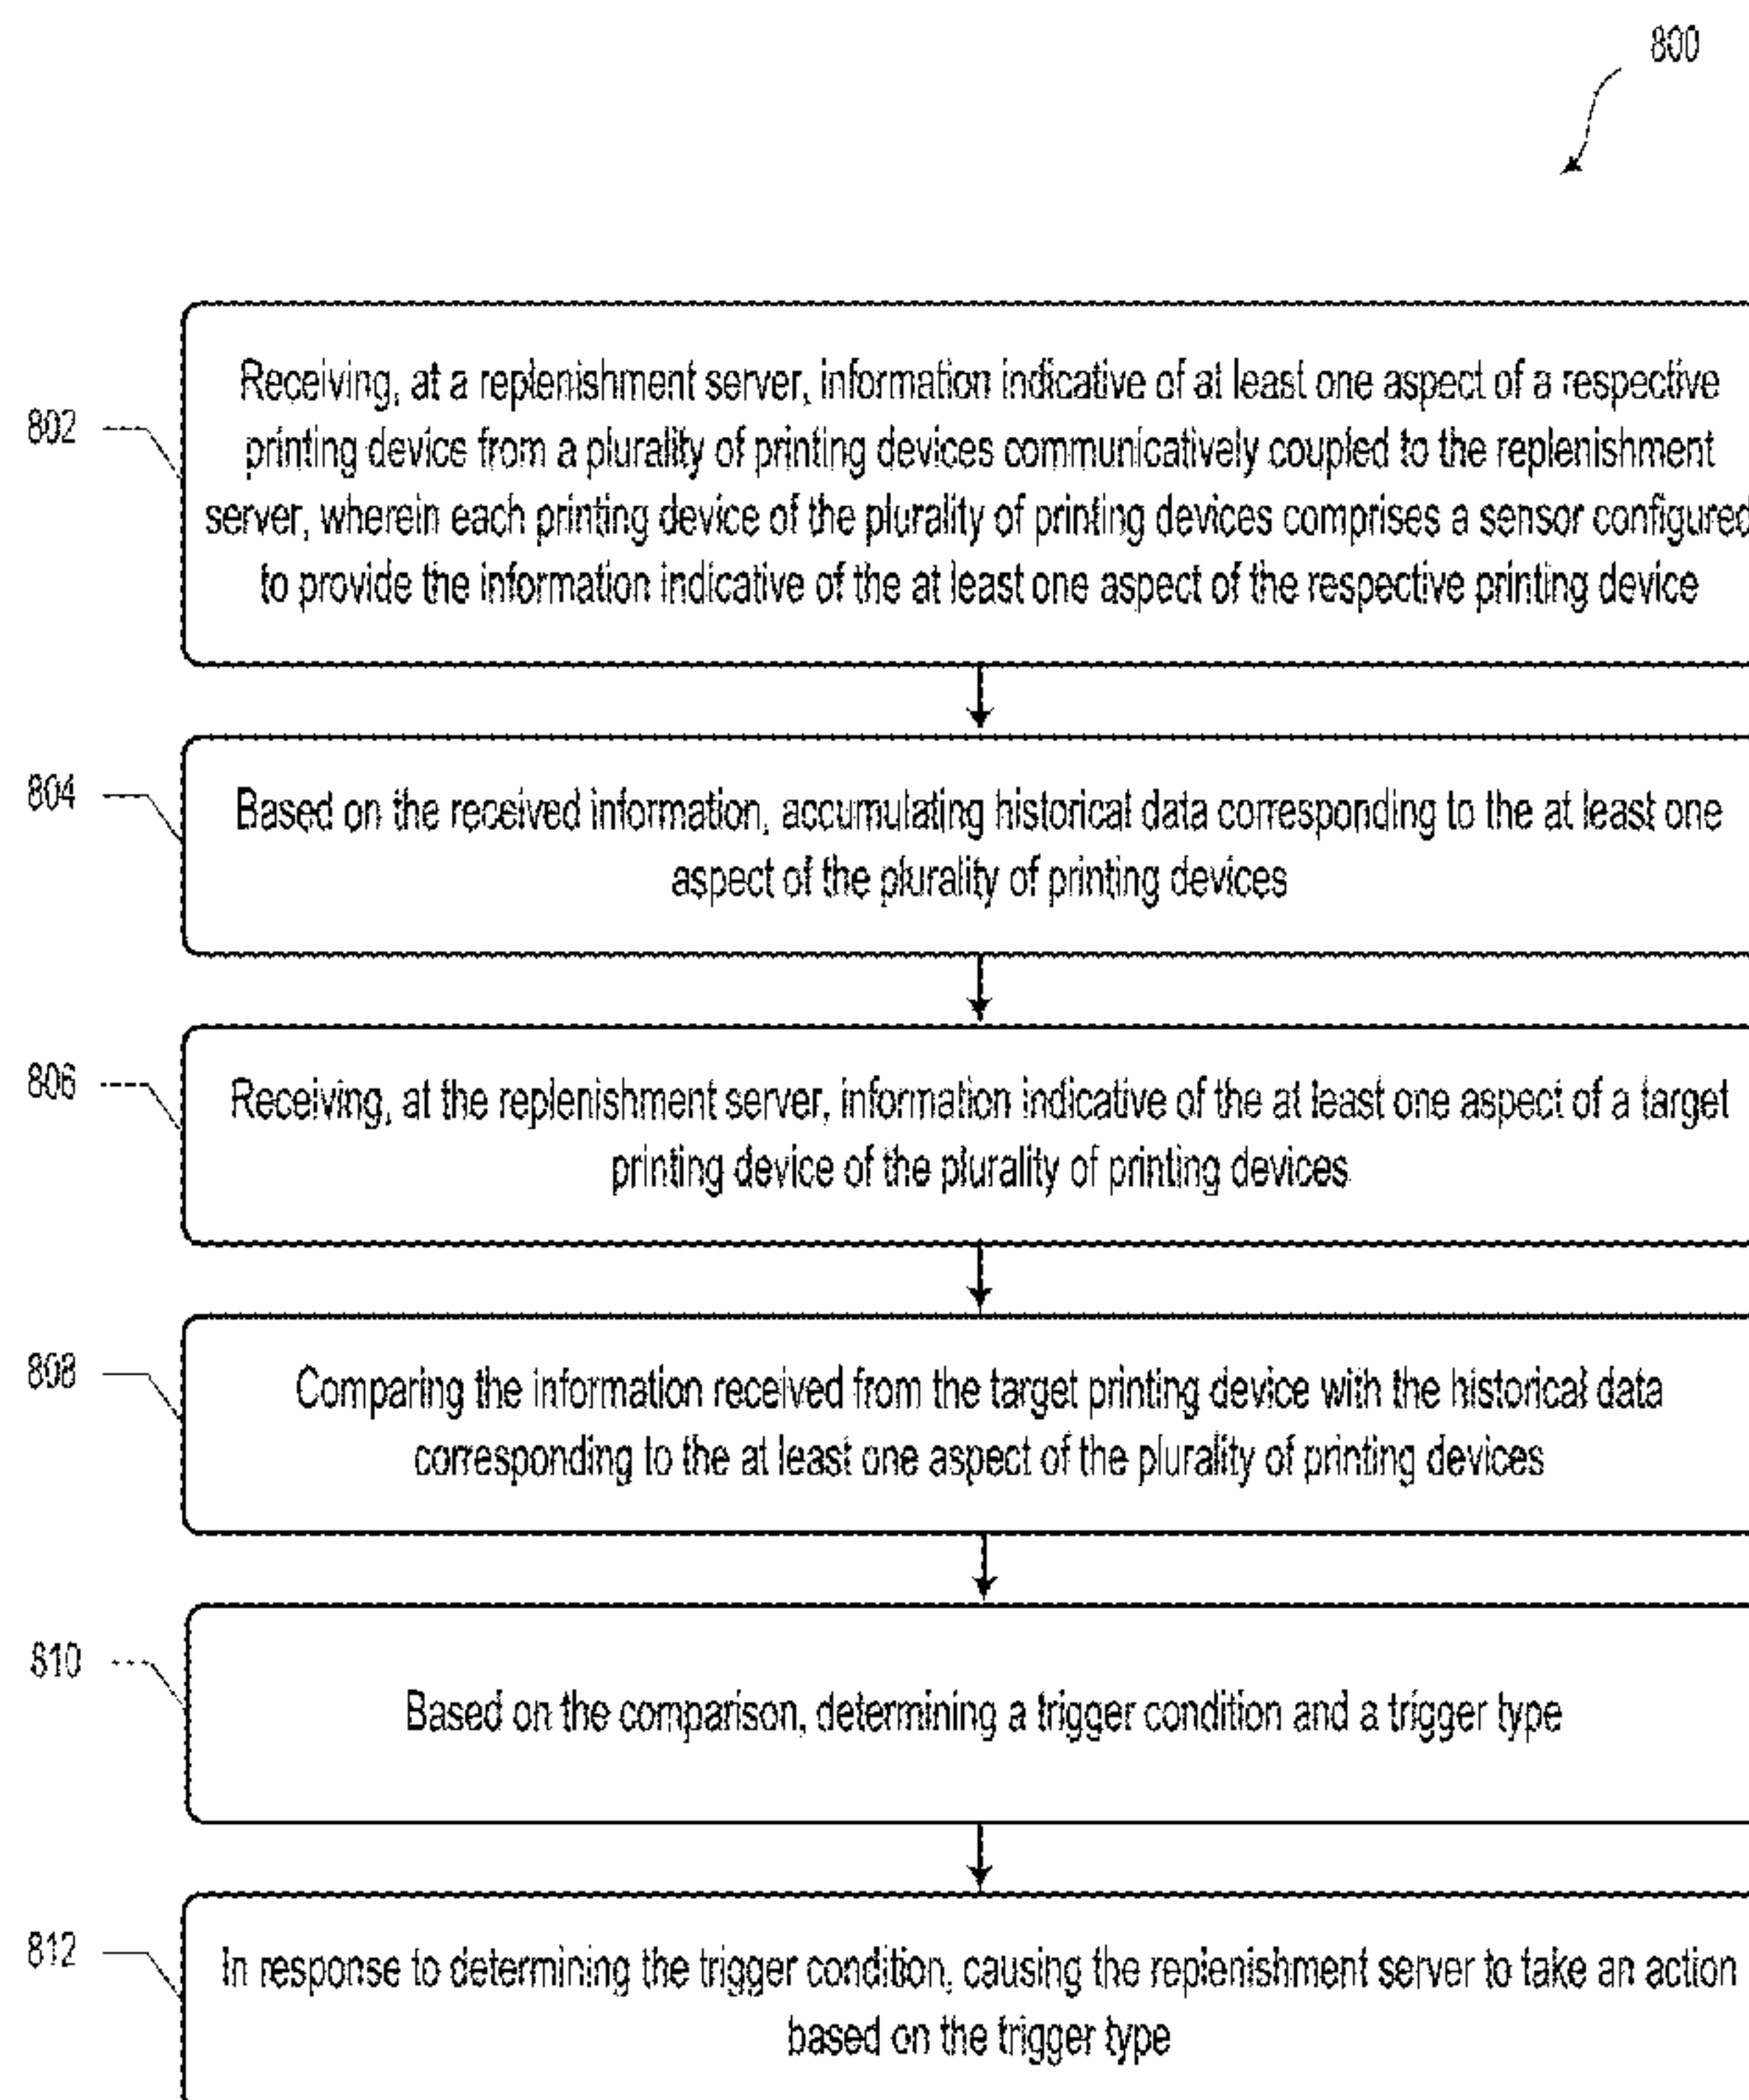 800
802
Receiving, at a replenishment server, information indicative of at least one aspect of a respective
printing device from a plurality of printing devices communicatively coupled to the replenishment
server, wherein each printing device of the plurality of printing devices comprises a sensor configured
to provide the information indicative of the at least one aspect of the respective printing device
804
Based on the received information, accumulating historical data corresponding to the at least one
aspect of the plurality of printing devices
806
Receiving, at the replenishment server, information indicative of the at least one aspect of a target
printing device of the plurality of printing devices
808
Comparing the information received from the target printing device with the historical data
corresponding to the at least one aspect of the plurality of printing devices
810
Based on the comparison, determining a trigger condition and a trigger type
812
In response to determining the trigger condition, causing the replenishment server to take an action
based on the trigger type